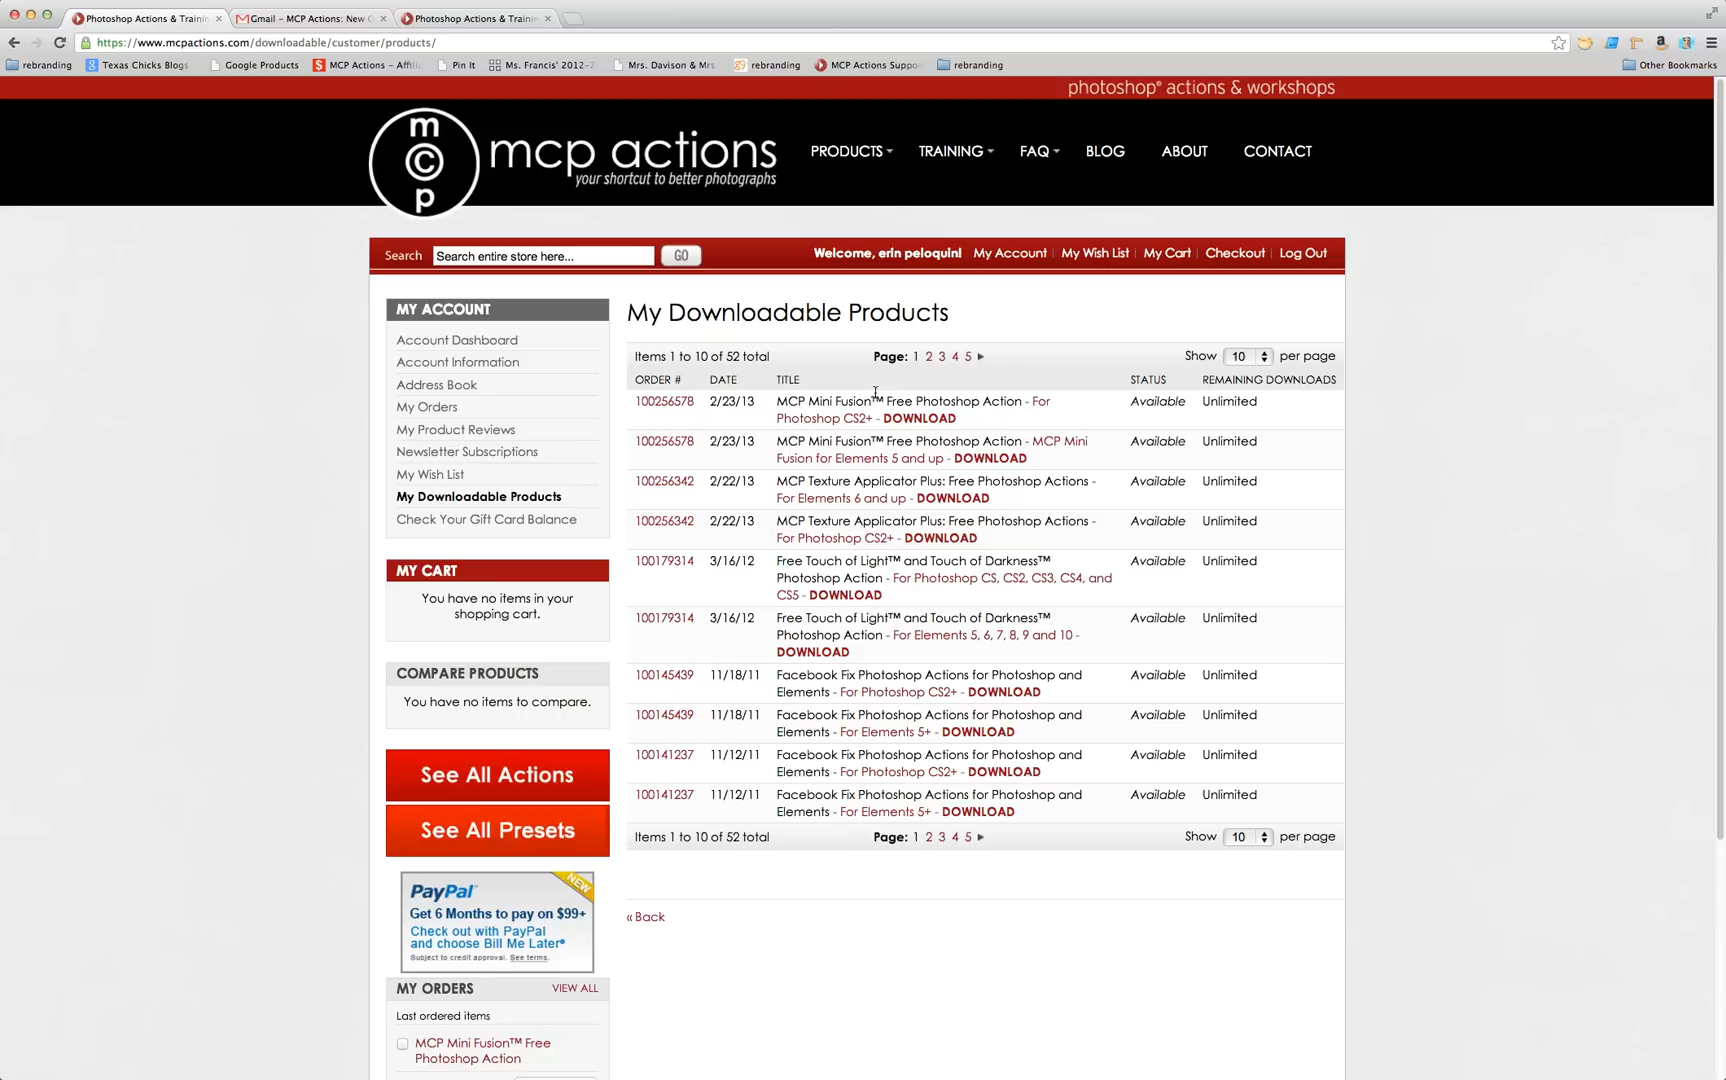 Photoshop Actions & Trainin
Gmail – MCP Actions: New O
Photoshop Actions & Training
https://www.mcpactions.com/downloadable/customer/products/
rebranding
Texas Chicks Blogs
Google Products
MCP Actions – Affili
Pin It
Ms. Francis' 2012–2
Mrs. Davison & Mrs
rebranding
MCP Actions Suppo
rebranding
Other Bookmarks
photoshop® actions & workshops
m
©
p
mcp actions
your shortcut to better photographs
PRODUCTS
TRAINING
FAQ
BLOG
ABOUT
CONTACT
Search
Search entire store here...
GO
Welcome, erin peloquin!
My Account
My Wish List
My Cart
Checkout
Log Out
MY ACCOUNT
Account Dashboard
Account Information
Address Book
My Orders
My Product Reviews
Newsletter Subscriptions
My Wish List
My Downloadable Products
Check Your Gift Card Balance
MY CART
You have no items in your
shopping cart.
COMPARE PRODUCTS
You have no items to compare.
See All Actions
See All Presets
NEW
PayPal™
Get 6 Months to pay on $99+
Check out with PayPal
and choose Bill Me Later®
Subject to credit approval. See terms.
MY ORDERS VIEW ALL
Last ordered items
MCP Mini Fusion™ Free
Photoshop Action
My Downloadable Products
Items 1 to 10 of 52 total Page: 1 2 3 4 5 Show 10 per page
ORDER # DATE TITLE STATUS REMAINING DOWNLOADS
100256578 2/23/13 MCP Mini Fusion™ Free Photoshop Action - For Available Unlimited
Photoshop CS2+ - DOWNLOAD
100256578 2/23/13 MCP Mini Fusion™ Free Photoshop Action - MCP Mini Available Unlimited
Fusion for Elements 5 and up - DOWNLOAD
100256342 2/22/13 MCP Texture Applicator Plus: Free Photoshop Actions - Available Unlimited
For Elements 6 and up - DOWNLOAD
100256342 2/22/13 MCP Texture Applicator Plus: Free Photoshop Actions - Available Unlimited
For Photoshop CS2+ - DOWNLOAD
100179314 3/16/12 Free Touch of Light™ and Touch of Darkness™ Available Unlimited
Photoshop Action - For Photoshop CS, CS2, CS3, CS4, and
CS5 - DOWNLOAD
100179314 3/16/12 Free Touch of Light™ and Touch of Darkness™ Available Unlimited
Photoshop Action - For Elements 5, 6, 7, 8, 9 and 10 -
DOWNLOAD
100145439 11/18/11 Facebook Fix Photoshop Actions for Photoshop and Available Unlimited
Elements - For Photoshop CS2+ - DOWNLOAD
100145439 11/18/11 Facebook Fix Photoshop Actions for Photoshop and Available Unlimited
Elements - For Elements 5+ - DOWNLOAD
100141237 11/12/11 Facebook Fix Photoshop Actions for Photoshop and Available Unlimited
Elements - For Photoshop CS2+ - DOWNLOAD
100141237 11/12/11 Facebook Fix Photoshop Actions for Photoshop and Available Unlimited
Elements - For Elements 5+ - DOWNLOAD
Items 1 to 10 of 52 total Page: 1 2 3 4 5 Show 10 per page
« Back